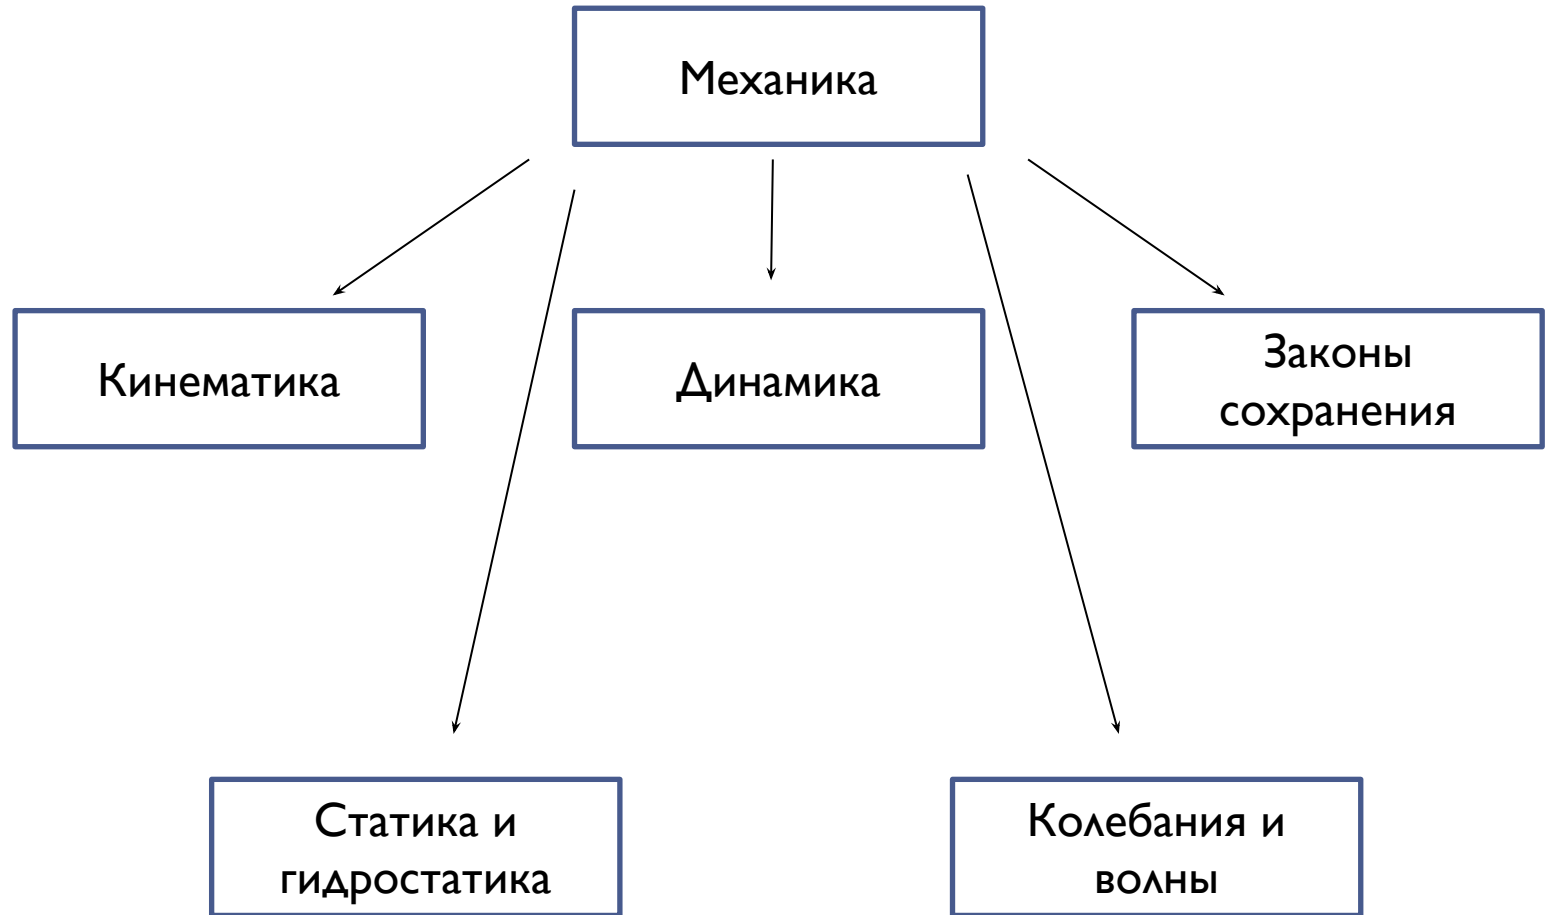 Механика
Кинематика
Динамика
Законы
сохранения
Статика и
гидростатика
Колебания и
волны